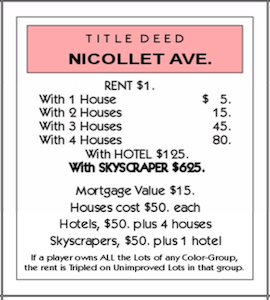 TITLE DEED
NICOLLET AVE.
RENT $1.
With 1 House $ 5.
With 2 Houses 15.
With 3 Houses 45.
With 4 Houses 80.
With HOTEL $125.
With SKYSCRAPER $625.
Mortgage Value $15.
Houses cost $50. each
Hotels, $50. plus 4 houses
Skyscrapers, $50. plus 1 hotel
If a player owns ALL the Lots of any Color-Group,
the rent is Tripled on Unimproved Lots in that group.